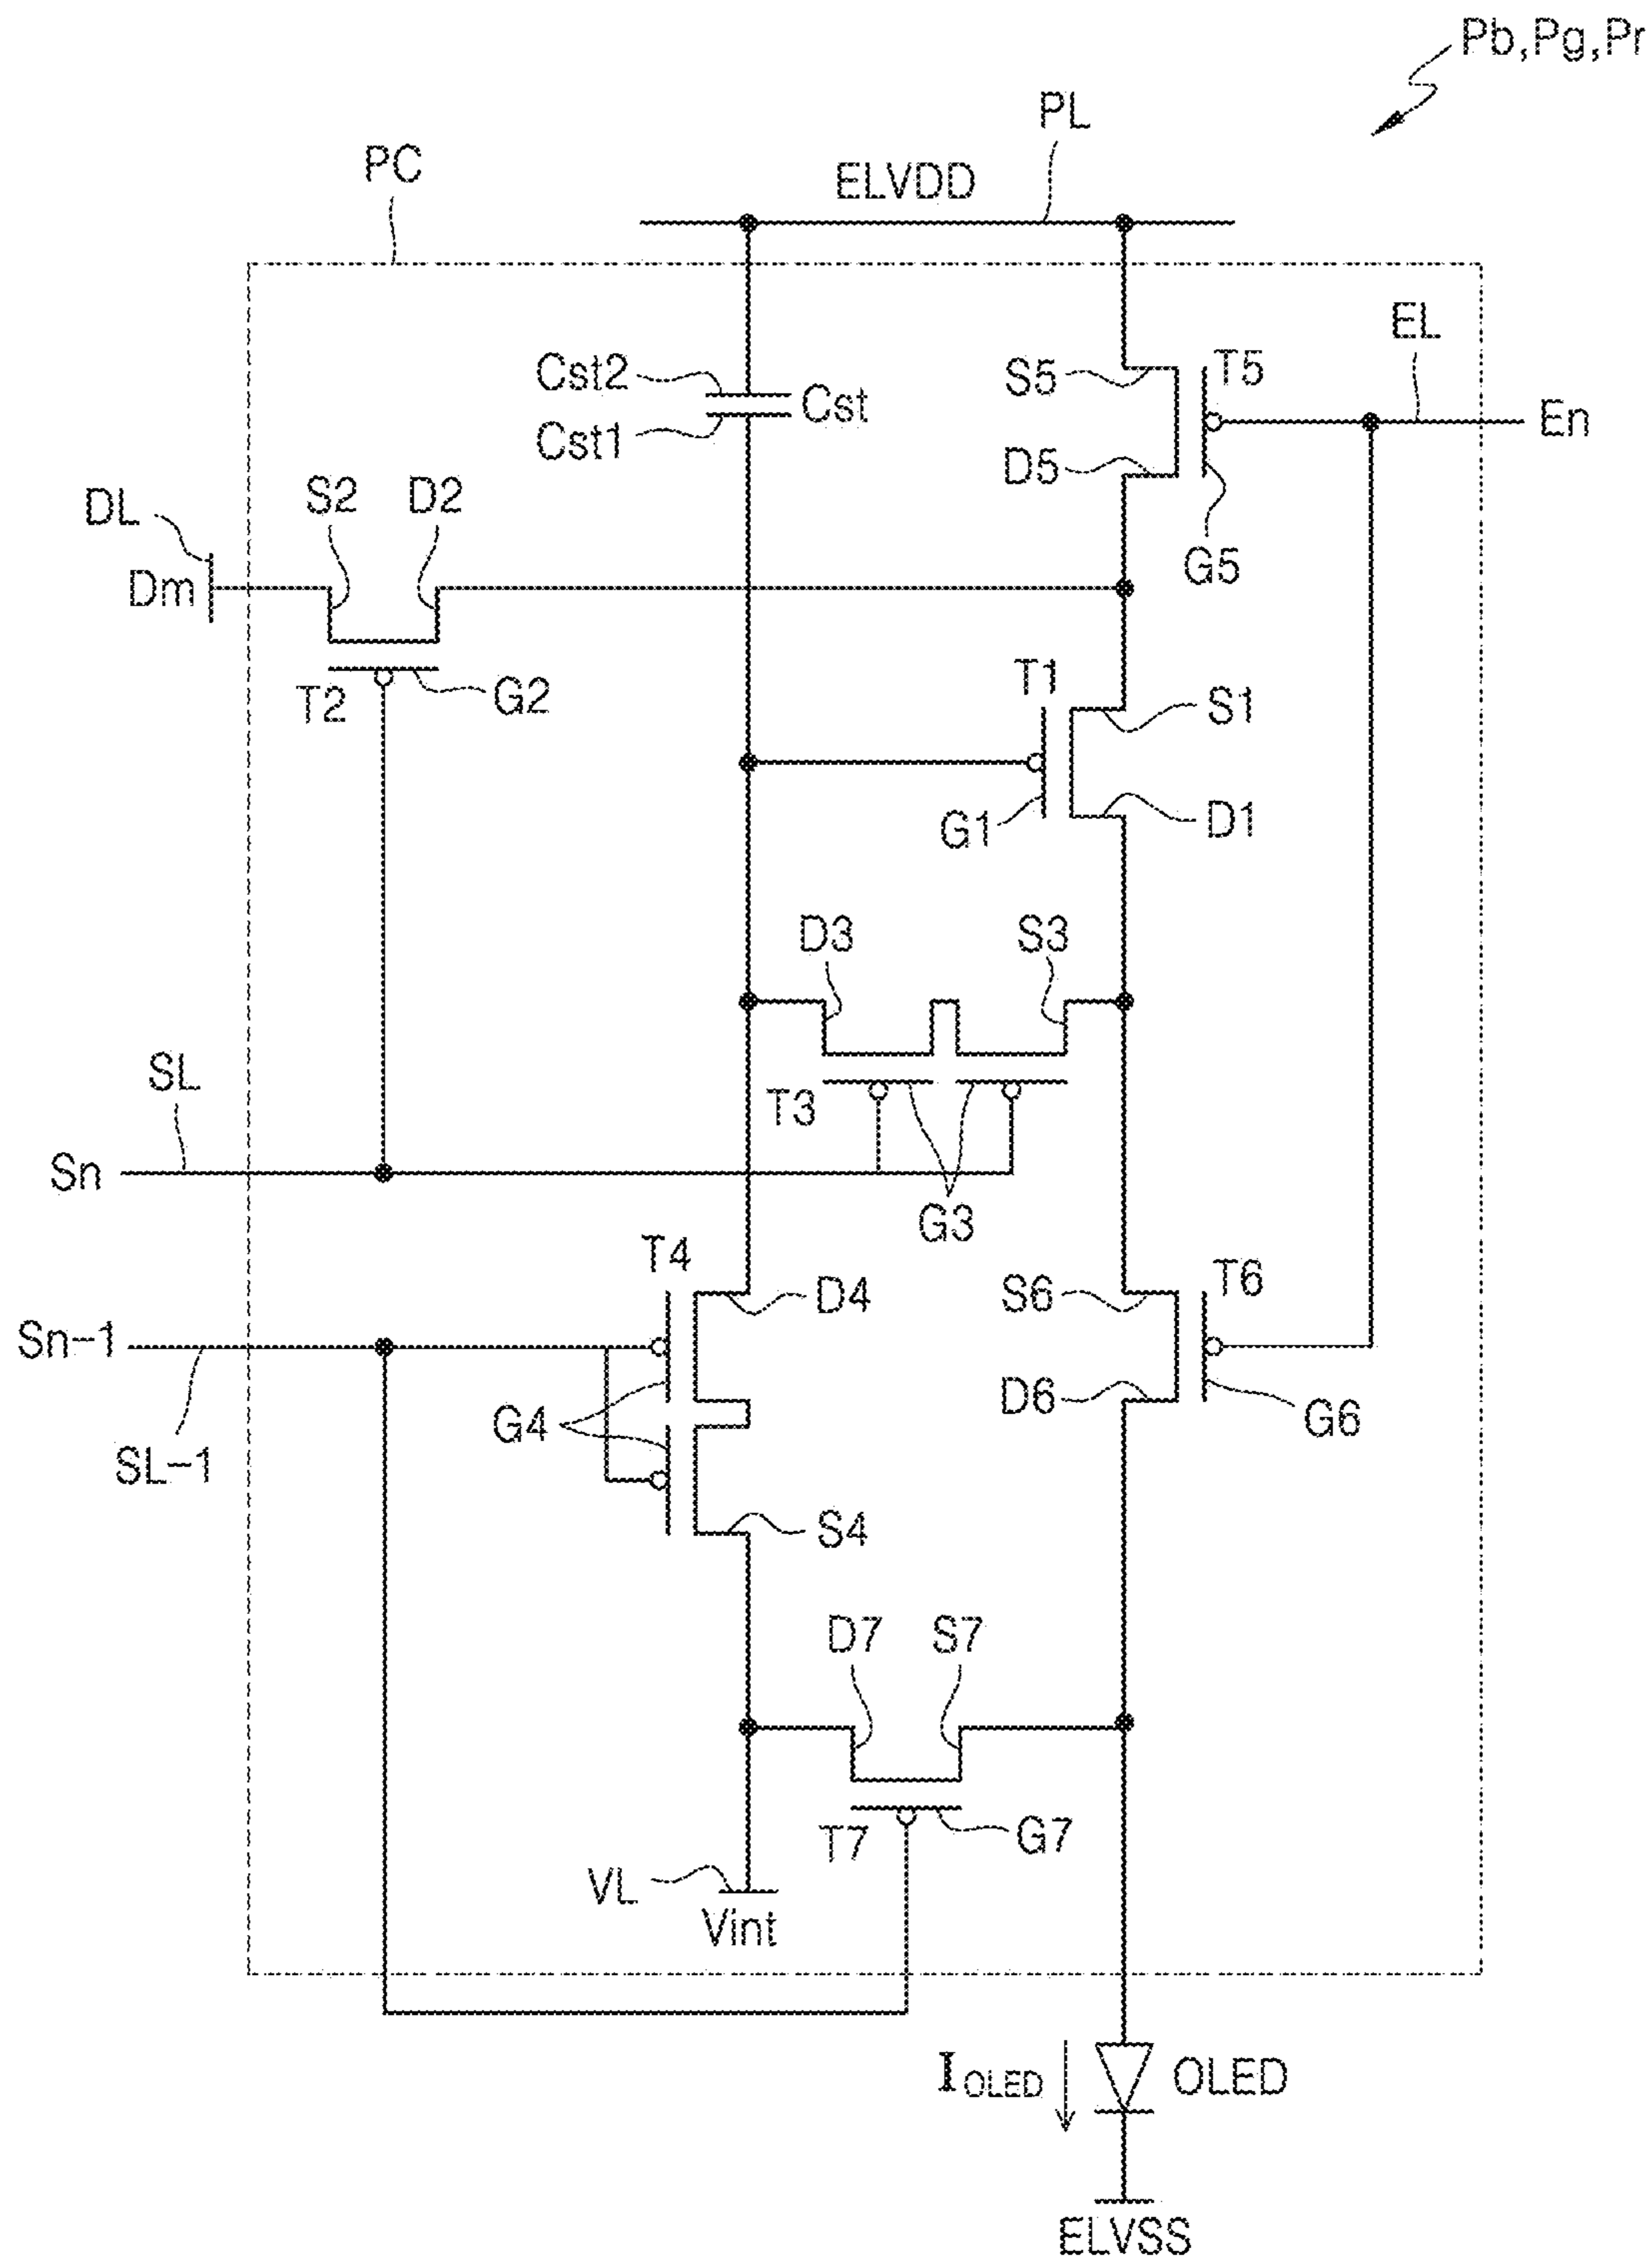 Pb,Pg,Pr
PL
PC
ELVDD
EL
Cst2
Cst
Cst1
S5
T5
En
D5
S2
D2
DL
G5
Dm
T1
T2
G2
S1
G1
D1
D3
S3
SL
T3
Sn
G3
T4
T6
D4
S6
Sn-1
D6
G4
G6
SL-1
S4
D7
S7
T7
G7
VL
Vint
IOLED
OLED
ELVSS